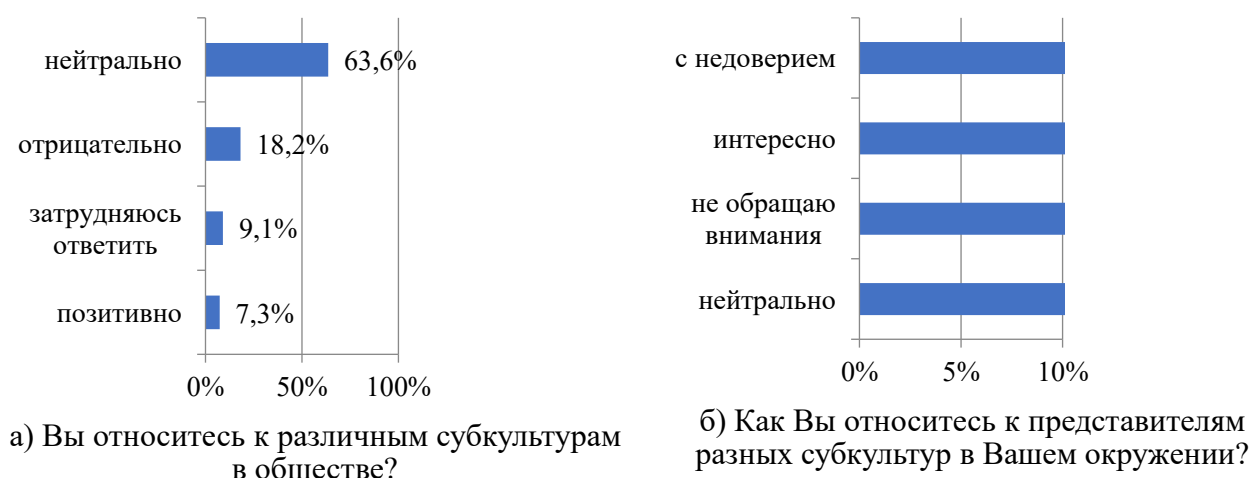 нейтрально
63,6%
отрицательно
18,2%
затрудняюсь
ответить
9,1%
позитивно
7,3%
0%
50%
100%
а) Вы относитесь к различным субкультурам
в обществе?
с недоверием
интересно
не обращаю
внимания
нейтрально
0%
5%
10%
б) Как Вы относитесь к представителям
разных субкультур в Вашем окружении?